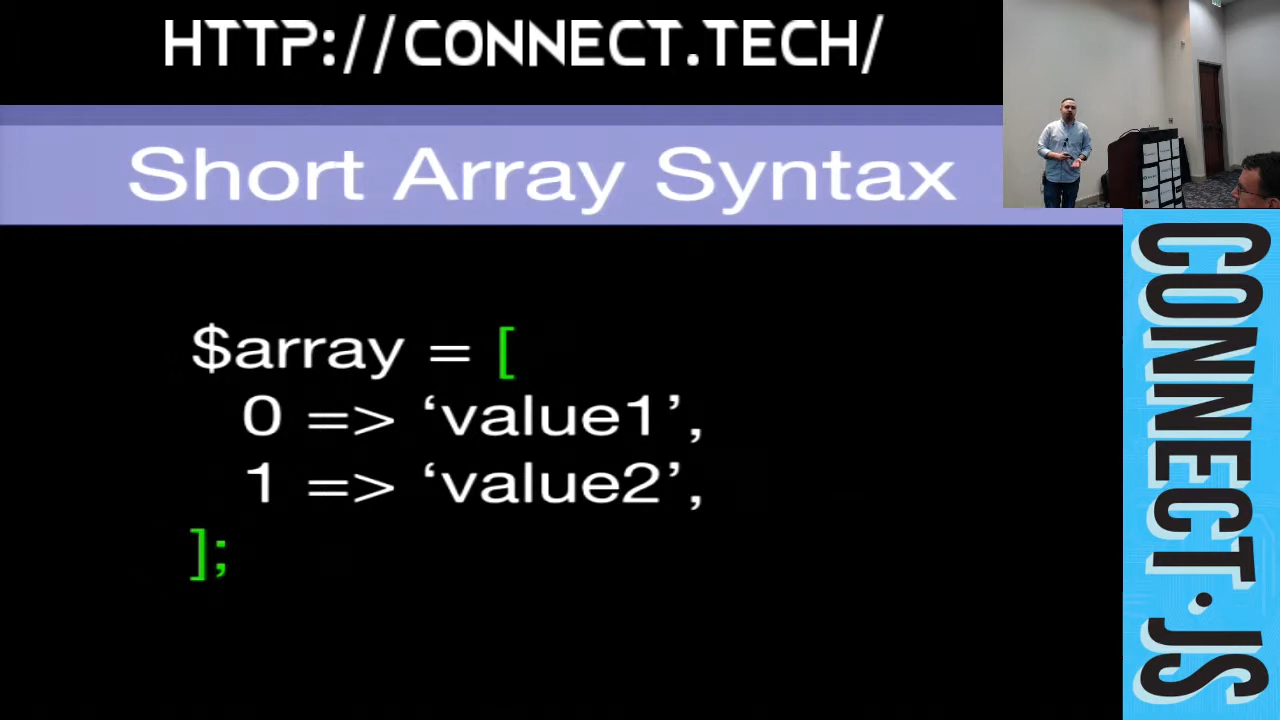 HTTP://CONNECT.TECH/
Short Array Syntax
$array = [
0 => ‘value1’,
1 => ‘value2’,
];
CONNECT.JS